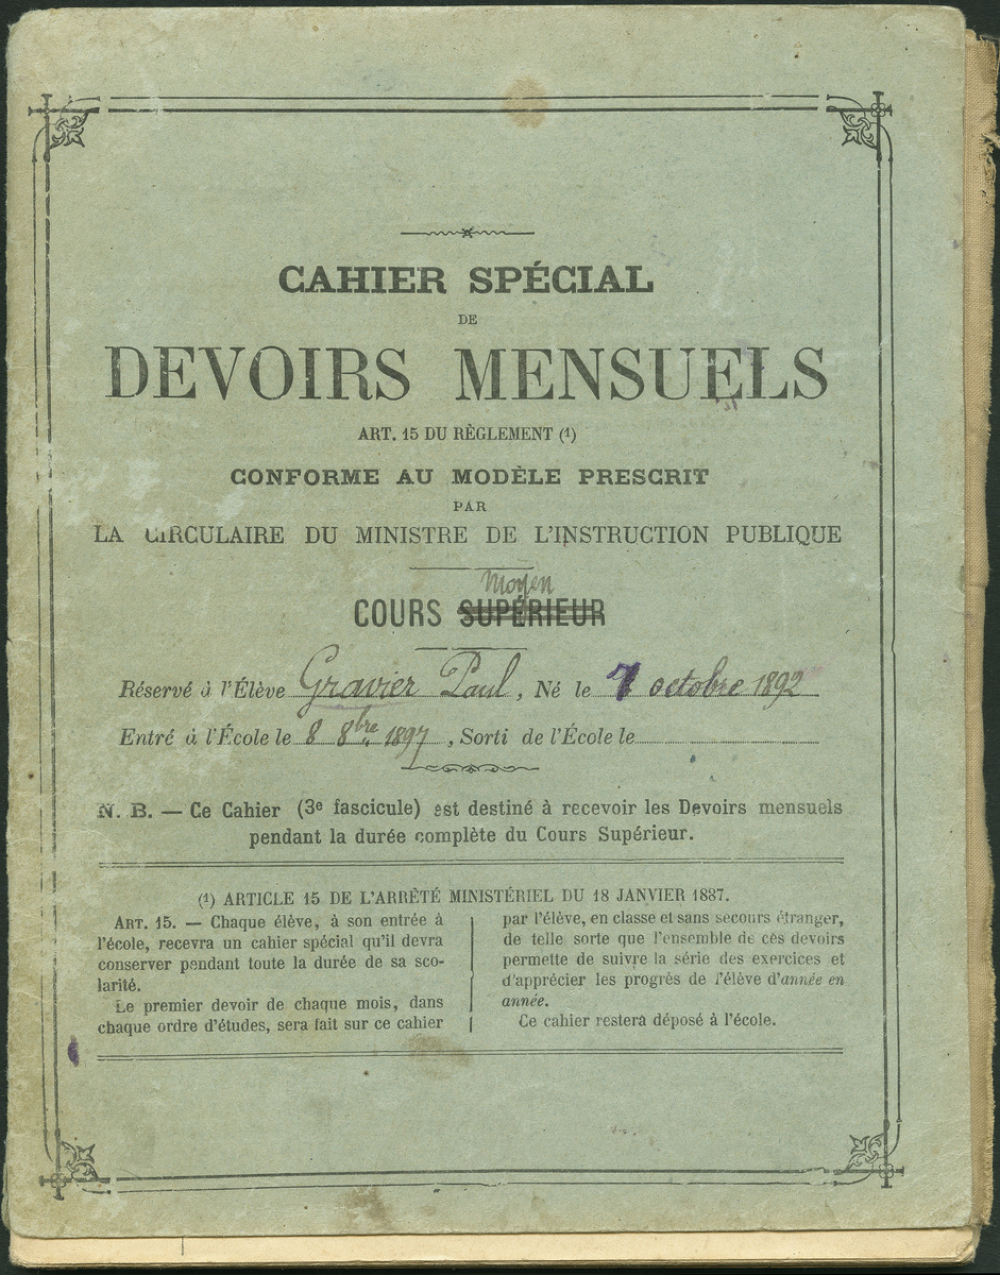 CAHIER SPÉCIAL
DE
DEVOIRS MENSUELS
ART. 15 DU RÈGLEMENT (1)
CONFORME AU MODÈLE PRESCRIT
PAR
LA CIRCULAIRE DU MINISTRE DE L'INSTRUCTION PUBLIQUE
Moyen
COURS SUPÉRIEUR
Réservé à l'Élève Gravier Paul, Né le 7 octobre 1892
Entré à l'École le 8 8bre 1897, Sorti de l'École le
N. B. — Ce Cahier (3e fascicule) est destiné à recevoir les Devoirs mensuels
pendant la durée complète du Cours Supérieur.
(1) ARTICLE 15 DE L'ARRÊTÉ MINISTÉRIEL DU 18 JANVIER 1887.
ART. 15. — Chaque élève, à son entrée à
l'école, recevra un cahier spécial qu'il devra
conserver pendant toute la durée de sa sco-
larité.
Le premier devoir de chaque mois, dans
chaque ordre d'études, sera fait sur ce cahier
par l'élève, en classe et sans secours étranger,
de telle sorte que l'ensemble de ces devoirs
permette de suivre la série des exercices et
d'apprécier les progrès de l'élève d'année en
année.
Ce cahier restera déposé à l'école.